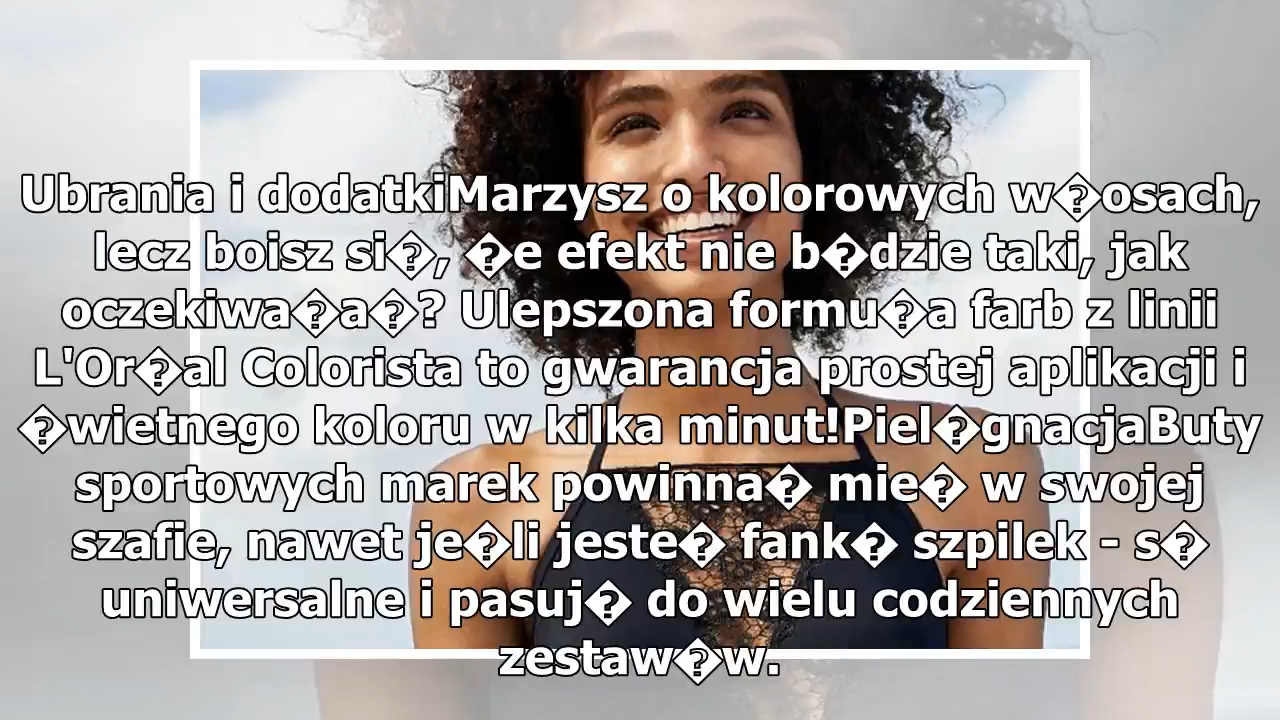 Ubrania i dodatkiMarzysz o kolorowych w�osach,
lecz boisz si�, �e efekt nie b�dzie taki, jak
oczekiwa�a�? Ulepszona formu�a farb z linii
L'Or�al Colorista to gwarancja prostej aplikacji i
�wietnego koloru w kilka minut!Piel�gnacjaButy
sportowych marek powinna� mie� w swojej
szafie, nawet je�li jeste� fank� szpilek - s�
uniwersalne i pasuj� do wielu codziennych
zestaw�w.